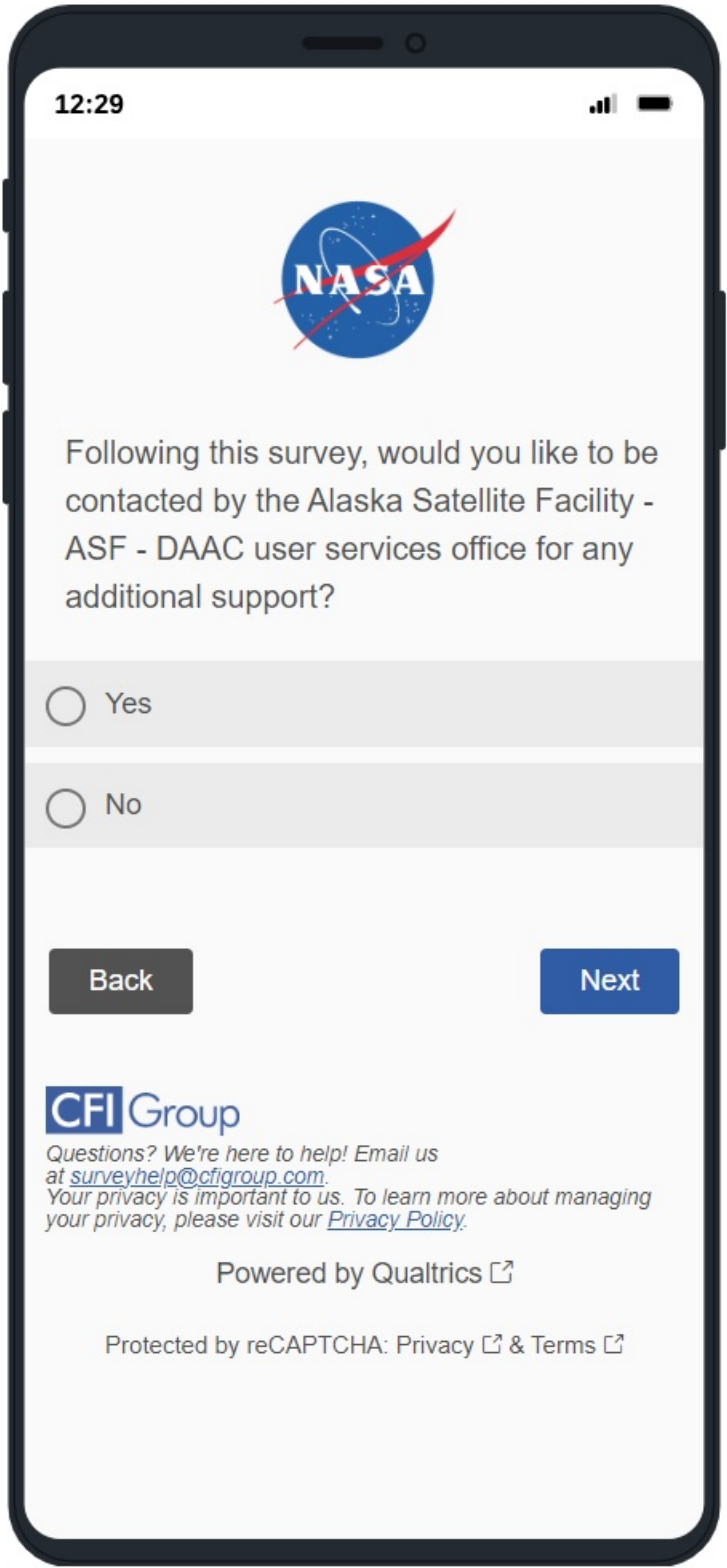 12:29
NASA
Following this survey, would you like to be
contacted by the Alaska Satellite Facility -
ASF - DAAC user services office for any
additional support?
Yes
No
Back
Next
CFI Group
Questions? We're here to help! Email us
at surveyhelp@cfigroup.com.
Your privacy is important to us. To learn more about managing
your privacy, please visit our Privacy Policy.
Powered by Qualtrics
Protected by reCAPTCHA: Privacy & Terms